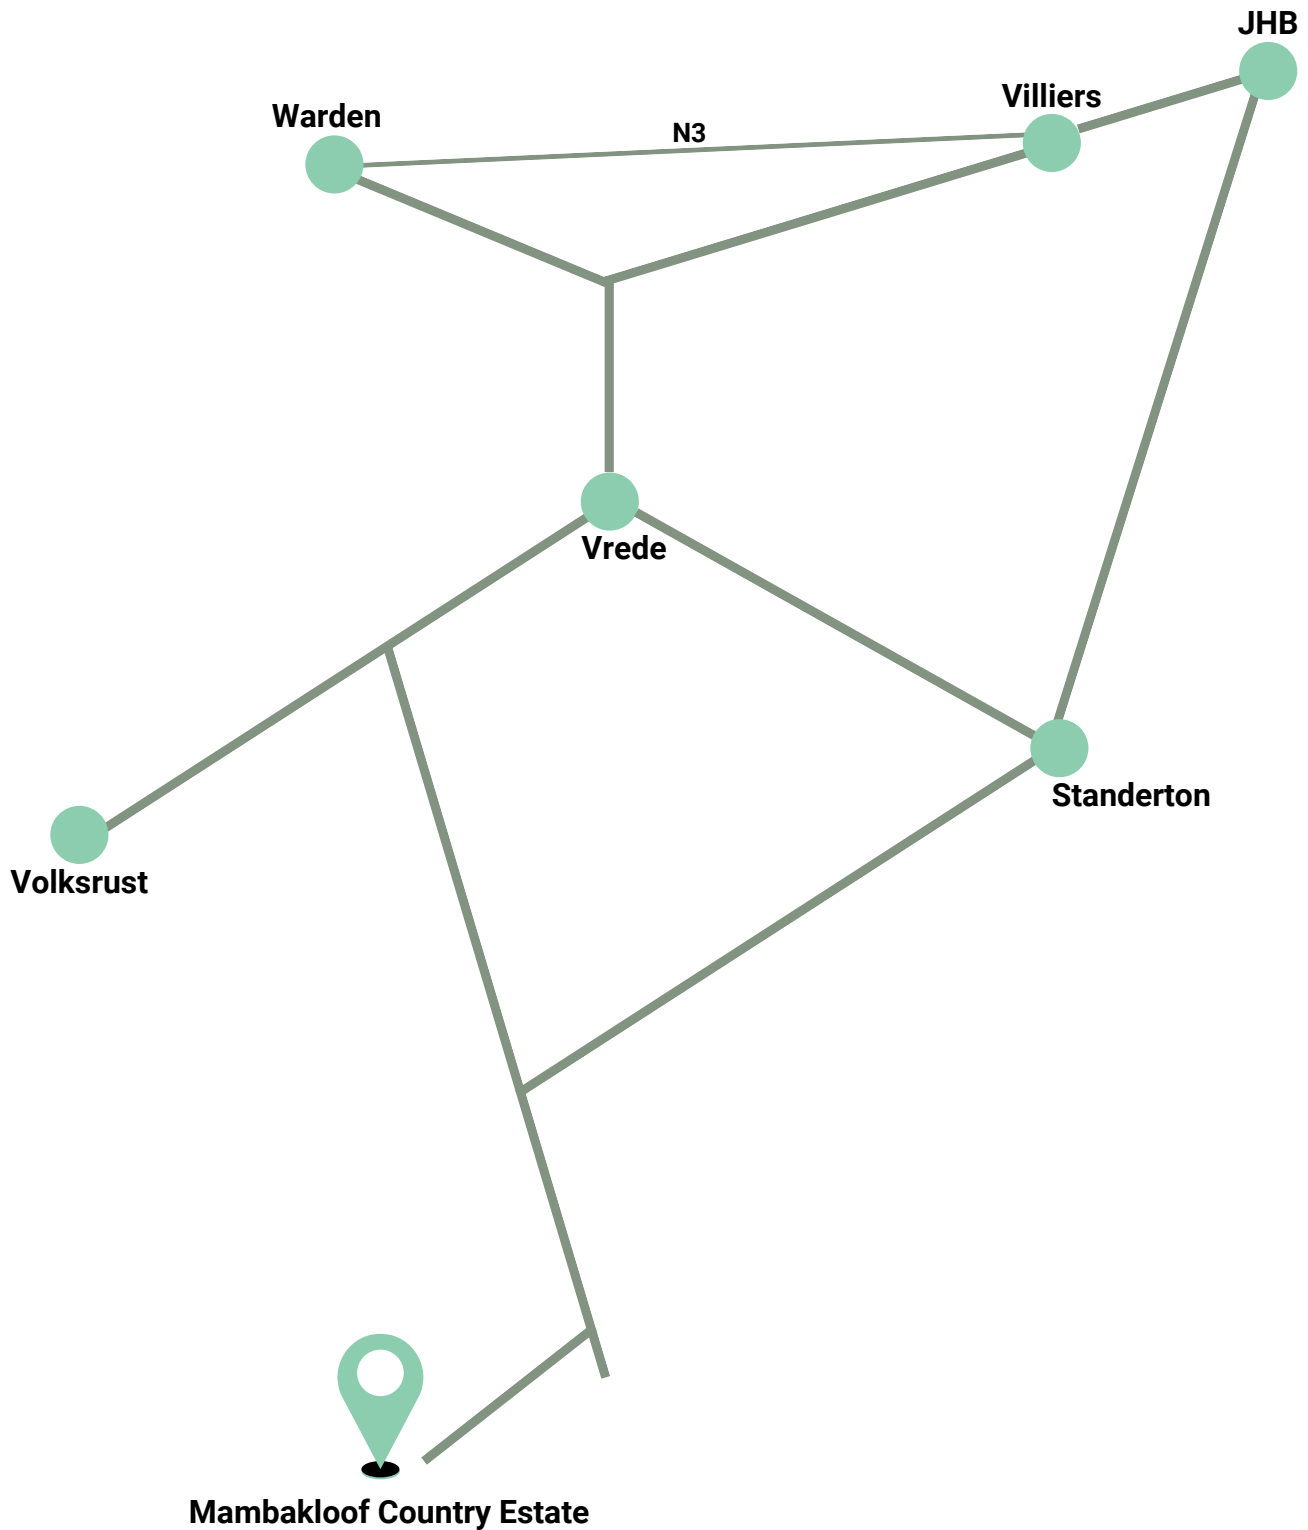 JHB
Villiers
Warden
N3
Vrede
Standerton
Volksrust
Mambakloof Country Estate